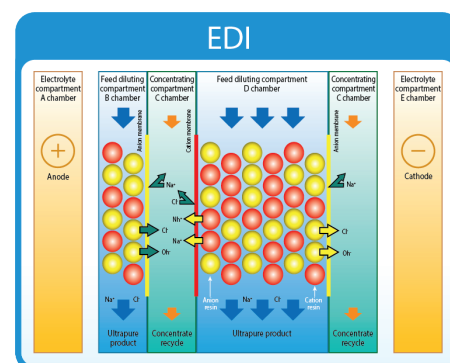 EDI
Electrolyte
compartment
A chamber
Feed diluting
compartment
B chamber
Concentrating
compartment
C chamber
Feed diluting compartment
D chamber
Concentrating
compartment
C chamber
Electrolyte
compartment
E chamber
Anion membrane
Cation membrane
Anion membrane
+
Anode
−
Cathode
Na⁺
Cl⁻
Nh⁺
Na⁺
Cl⁻
Oh⁻
Na⁺
Cl⁻
Oh⁻
Anion
resin
Cation
resin
Na⁺ Cl⁻
Na⁺ Cl⁻
Ultrapure
product
Concentrate
recycle
Ultrapure product
Concentrate
recycle